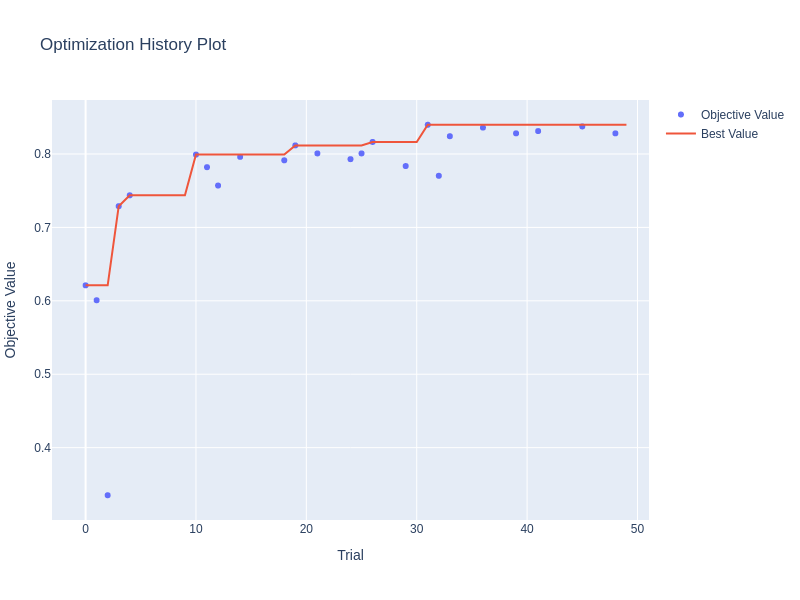 Optimization History Plot
Objective Value
Best Value
0.8
0.7
0.6
0.5
0.4
Objective Value
0
10
20
30
40
50
Trial